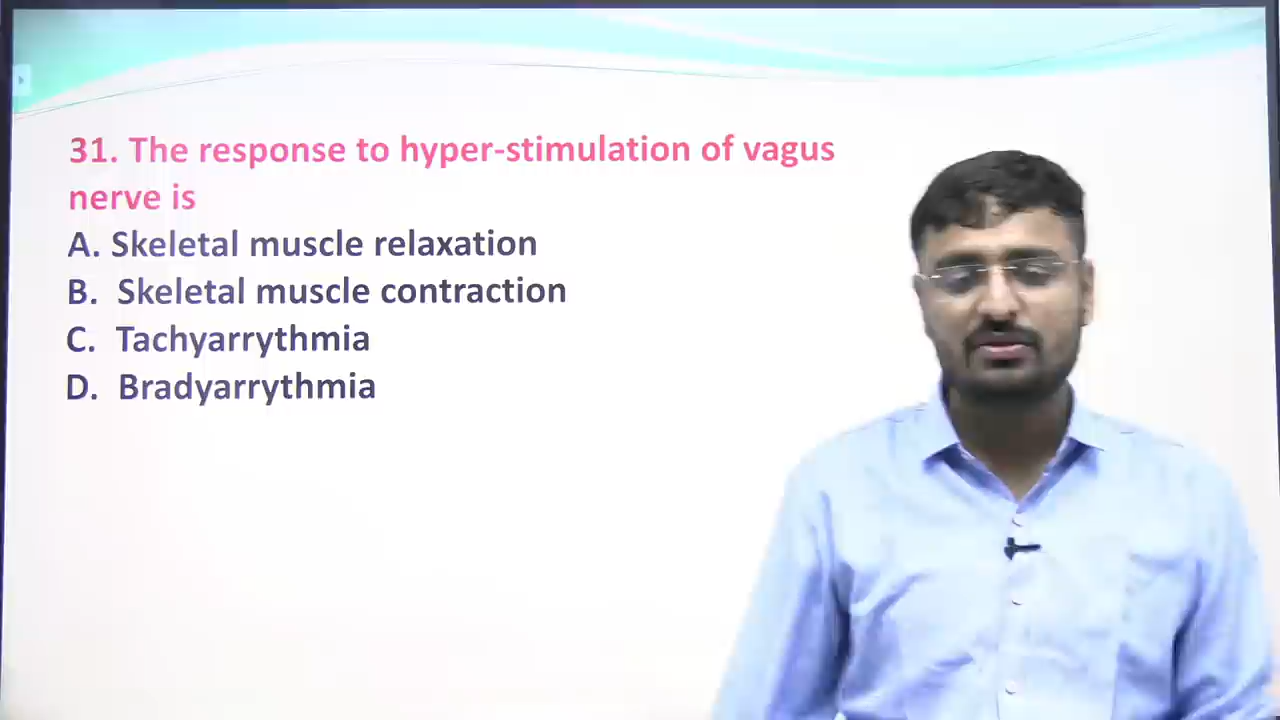 31. The response to hyper-stimulation of vagus
nerve is
A. Skeletal muscle relaxation
B. Skeletal muscle contraction
C. Tachyarrythmia
D. Bradyarrythmia